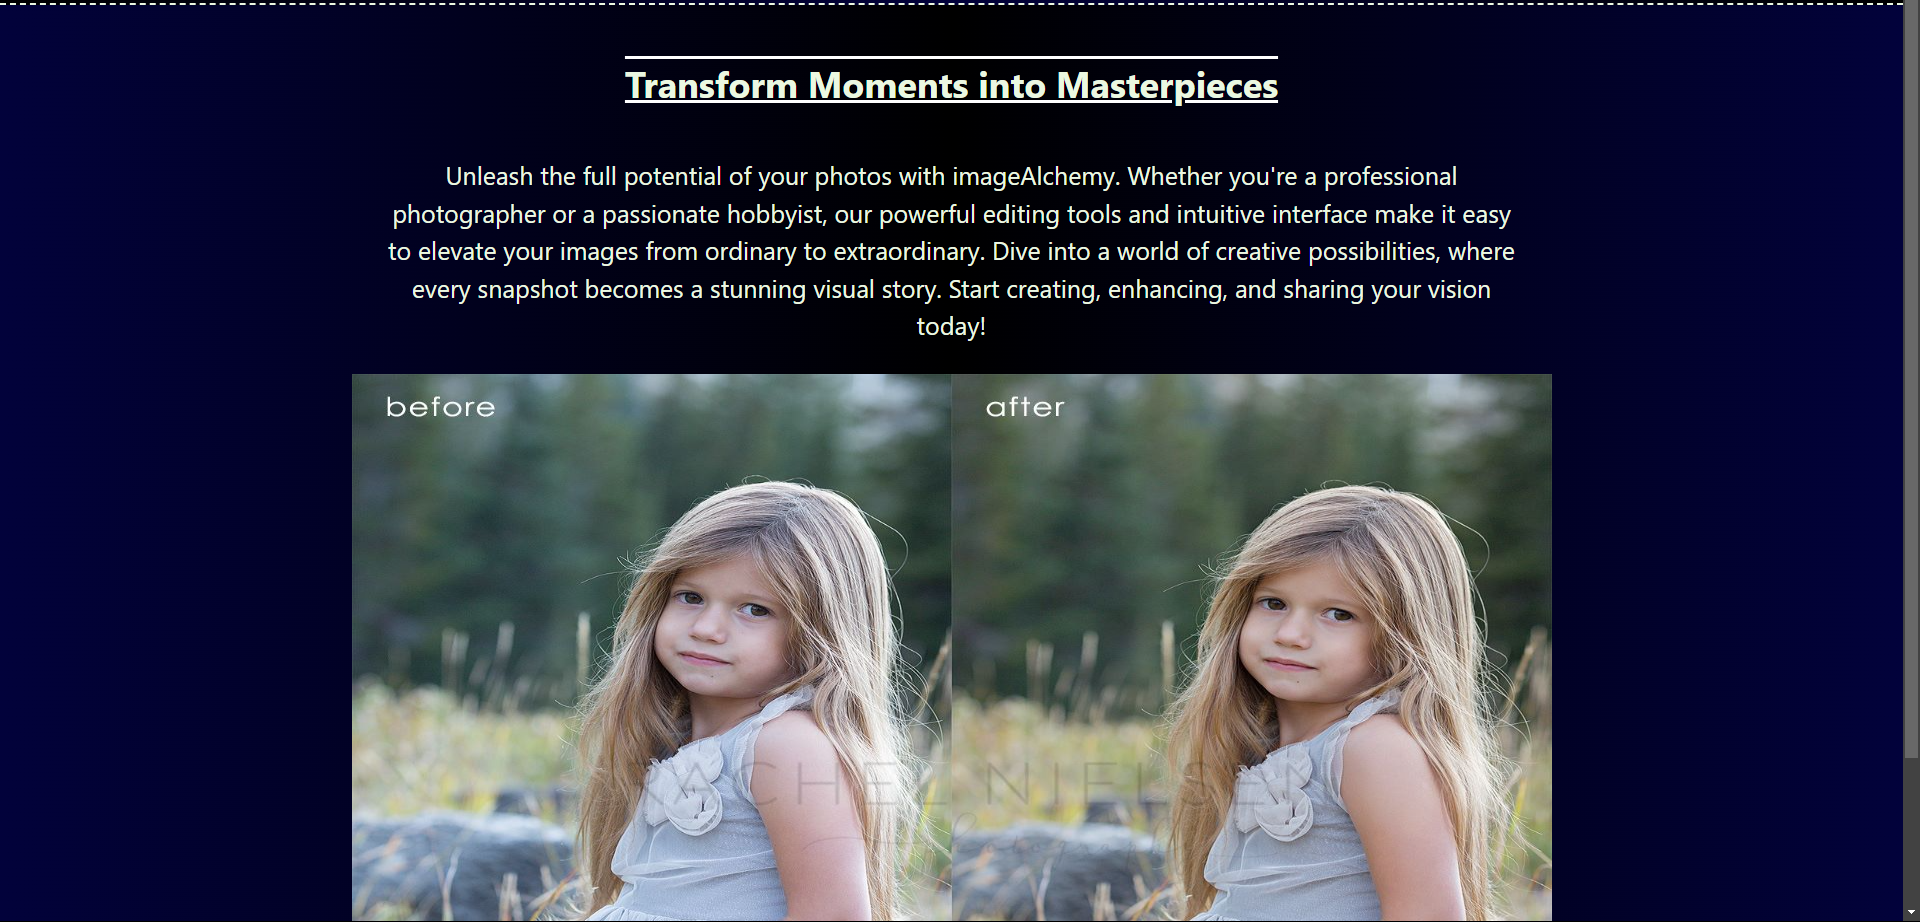 Transform Moments into Masterpieces
Unleash the full potential of your photos with imageAlchemy. Whether you're a professional
photographer or a passionate hobbyist, our powerful editing tools and intuitive interface make it easy
to elevate your images from ordinary to extraordinary. Dive into a world of creative possibilities, where
every snapshot becomes a stunning visual story. Start creating, enhancing, and sharing your vision
today!
before
after
RACHEL NIELSEN